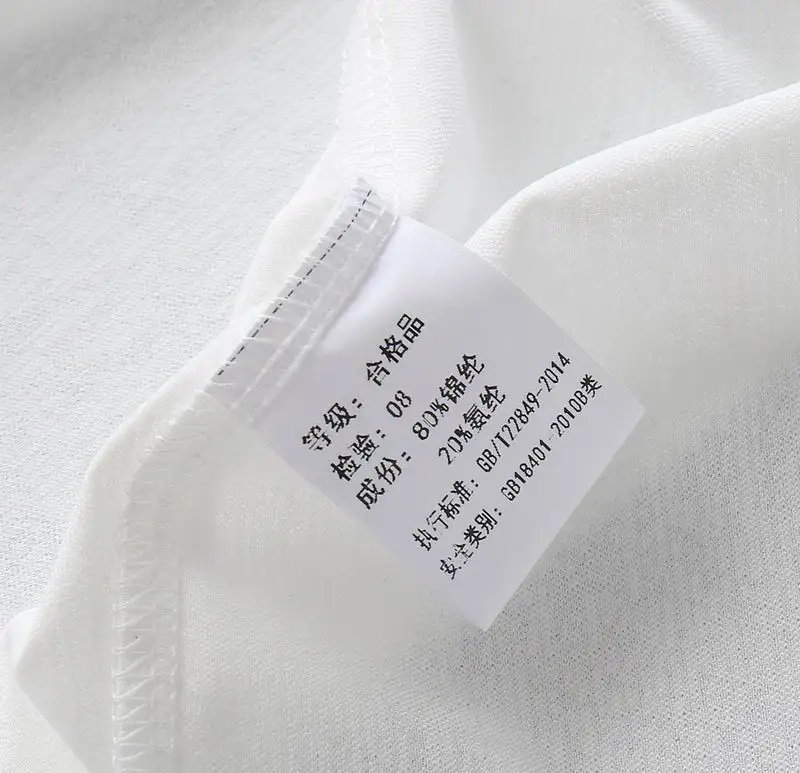 等级：合格品
检验：08
成份：80%锦纶
20%氨纶
执行标准：GB/T22849-2014
安全类别：GB18401-2010B类